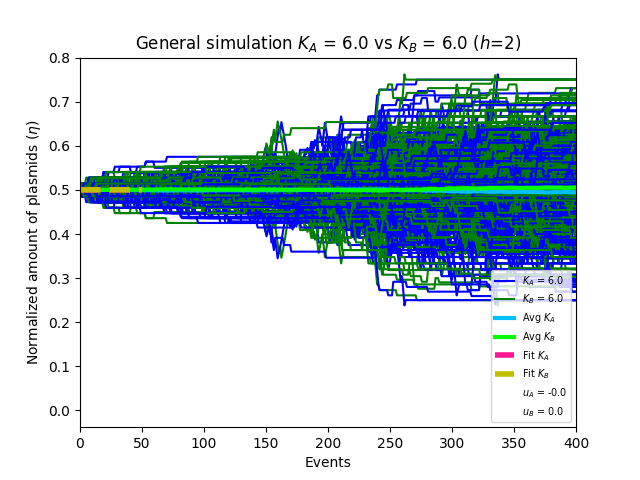 General simulation K_A = 6.0 vs K_B = 6.0 (h=2)
Normalized amount of plasmids (η)
0.8
0.7
0.6
0.5
0.4
0.3
0.2
0.1
0.0
K_A = 6.0
K_B = 6.0
Avg K_A
Avg K_B
Fit K_A
Fit K_B
u_A = -0.0
u_B = 0.0
0 50 100 150 200 250 300 350 400
Events